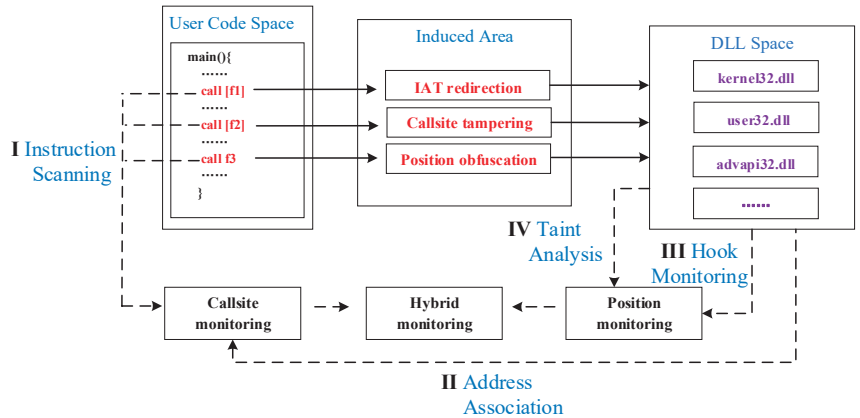 User Code Space
main(){
......
call [f1]
......
call [f2]
......
call f3
......
}
Induced Area
IAT redirection
Callsite tampering
Position obfuscation
DLL Space
kernel32.dll
user32.dll
advapi32.dll
......
I Instruction
Scanning
IV Taint
Analysis
III Hook
Monitoring
Callsite
monitoring
Hybrid
monitoring
Position
monitoring
II Address
Association